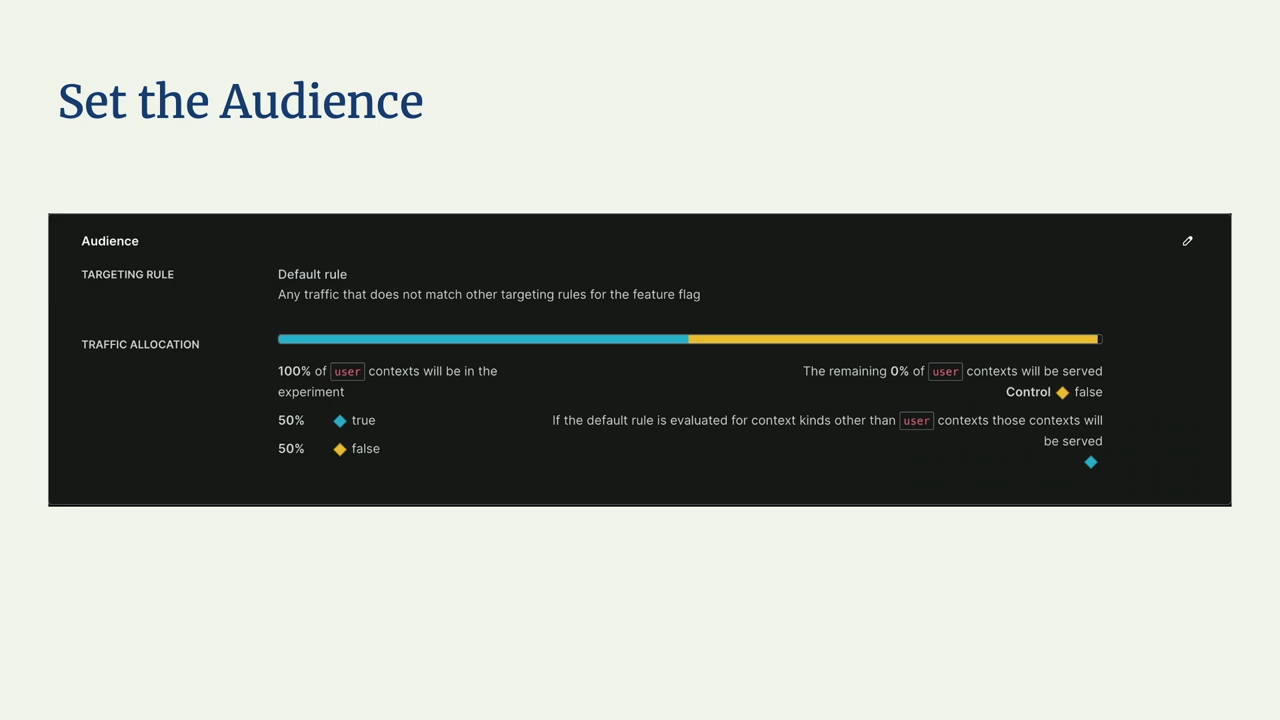 Set the Audience
Audience
TARGETING RULE
Default rule
Any traffic that does not match other targeting rules for the feature flag
TRAFFIC ALLOCATION
100% of user contexts will be in the
experiment
50% true
50% false
The remaining 0% of user contexts will be served
Control false
If the default rule is evaluated for context kinds other than user contexts those contexts will
be served